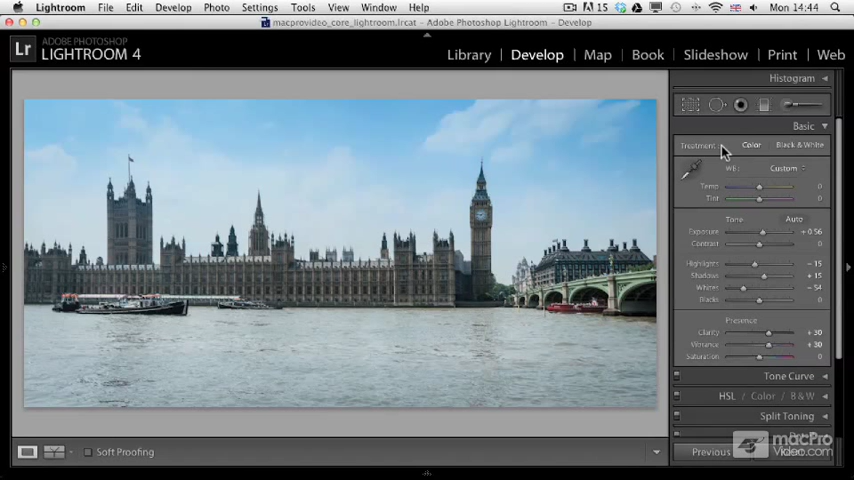 Lightroom File Edit Develop Photo Settings Tools View Window Help 15 Mon 14:44
macprovideo_core_lightroom.lrcat - Adobe Photoshop Lightroom - Develop
Lr ADOBE PHOTOSHOP
LIGHTROOM 4
Library | Develop | Map | Book | Slideshow | Print | Web
Histogram
Basic
Treatment : Color Black & White
WB: Custom
Temp 0
Tint 0
Tone Auto
Exposure + 0.56
Contrast 0
Highlights - 15
Shadows + 15
Whites - 54
Blacks 0
Presence
Clarity + 30
Vibrance + 30
Saturation 0
Tone Curve
HSL / Color / B & W
Split Toning
Soft Proofing
Previous
macProVideo.com